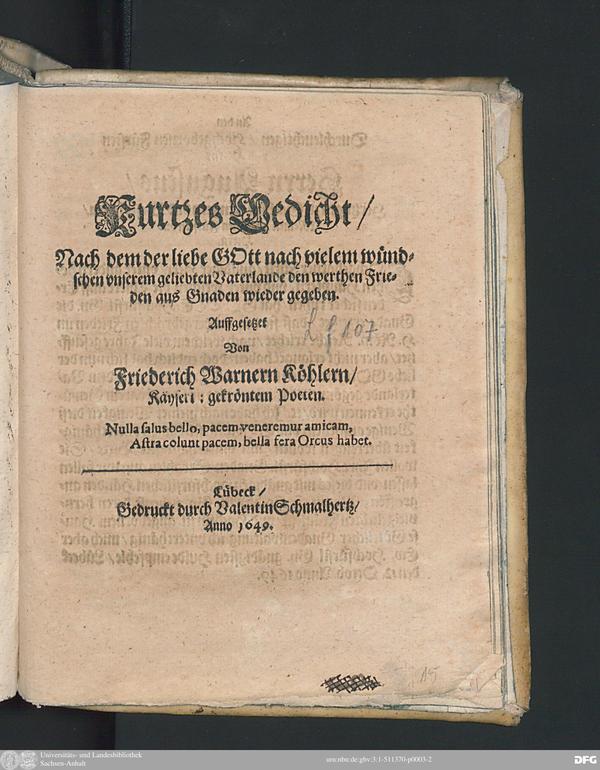 Kurtzes Gedicht/
Nach dem der liebe GOtt nach vielem wünd-
schen vnserem geliebten Vaterlande den werthen Frie-
den aus Gnaden wieder gegeben.
Auffgesetzet
Von
Friederich Warnern Köhlern/
Käyserl: gekröntem Poeten.
Nulla salus bello, pacem veneremur amicam,
Astra colunt pacem, bella fera Orcus habet.
Lübeck/
Gedruckt durch Valentin Schmalhertz/
Anno 1649.
15
Universitäts- und Landesbibliothek
Sachsen-Anhalt
urn:nbn:de:gbv:3:1-511370-p0003-2
DFG